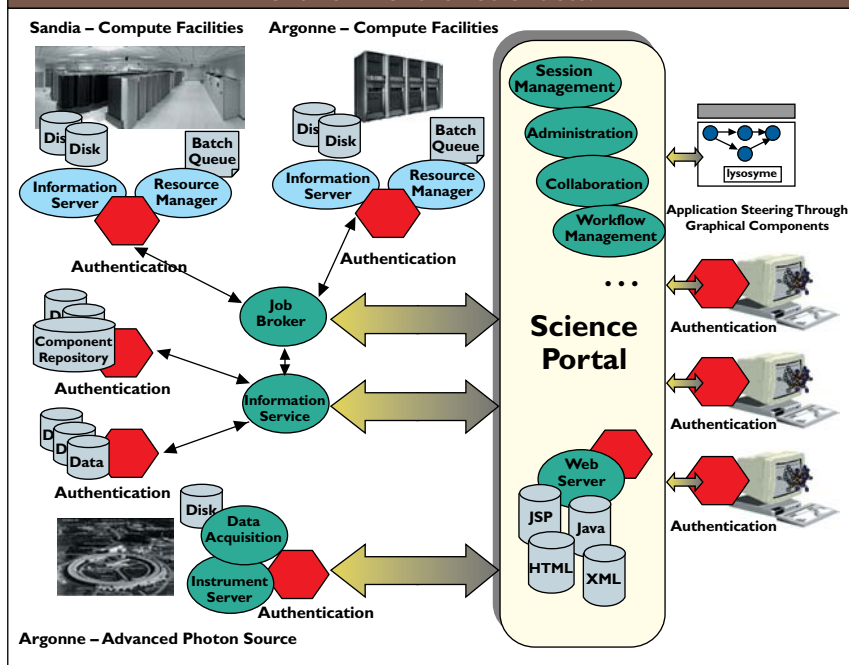 Sandia – Compute Facilities
Argonne – Compute Facilities
Disk
Batch
Queue
Information
Server
Resource
Manager
Authentication
Disk
Batch
Queue
Information
Server
Resource
Manager
Authentication
Component
Repository
Authentication
Data
Authentication
Job
Broker
Information
Service
Disk
Data
Acquisition
Instrument
Server
Authentication
Argonne – Advanced Photon Source
Session
Management
Administration
Collaboration
Workflow
Management
...
Science
Portal
Web
Server
JSP
Java
HTML
XML
lysosyme
Application Steering Through
Graphical Components
Authentication
Authentication
Authentication